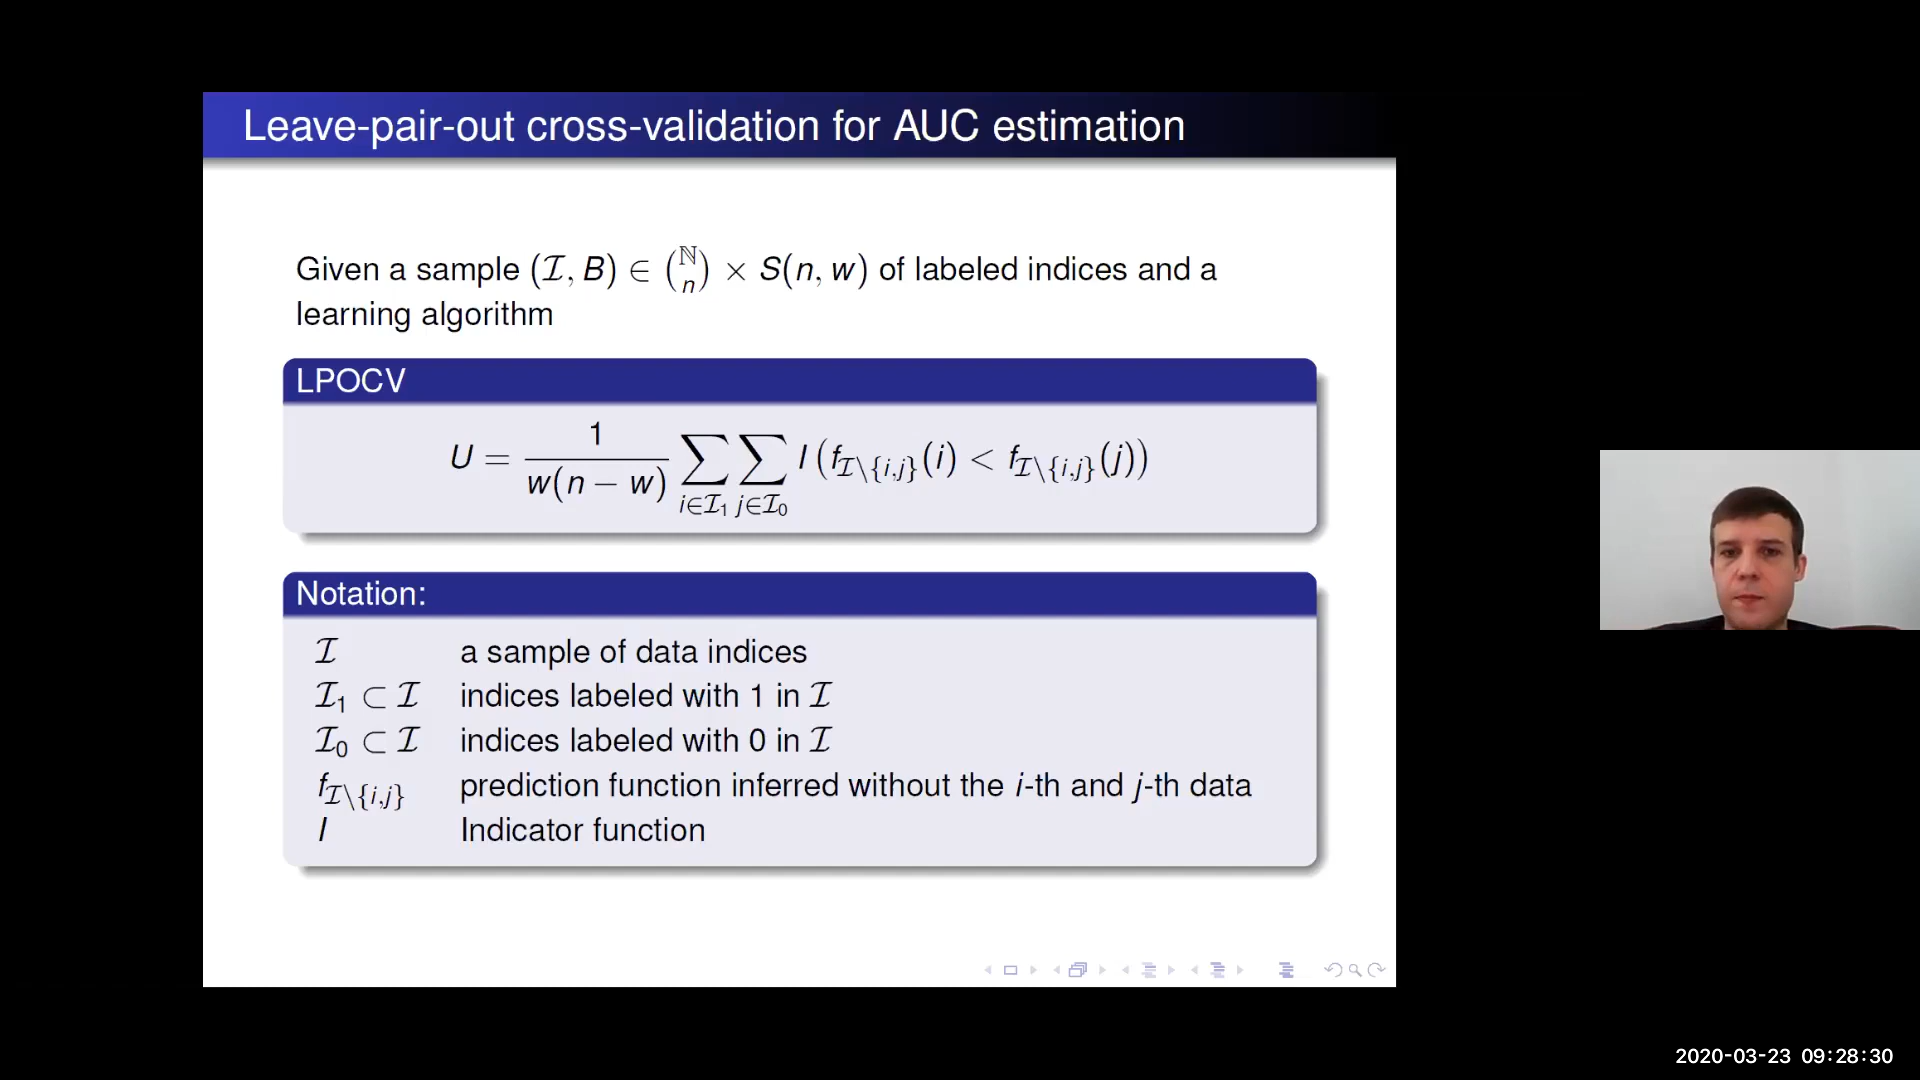 Leave-pair-out cross-validation for AUC estimation
Given a sample (ℐ, B) ∈ (ℕ n) × S(n, w) of labeled indices and a
learning algorithm
LPOCV
U = 1 / w(n − w) ∑_{i∈ℐ₁} ∑_{j∈ℐ₀} I (f_{ℐ\{i,j}}(i) < f_{ℐ\{i,j}}(j))
Notation:
ℐ a sample of data indices
ℐ₁ ⊂ ℐ indices labeled with 1 in ℐ
ℐ₀ ⊂ ℐ indices labeled with 0 in ℐ
f_{ℐ\{i,j}} prediction function inferred without the i-th and j-th data
I Indicator function
2020-03-23 09:28:30